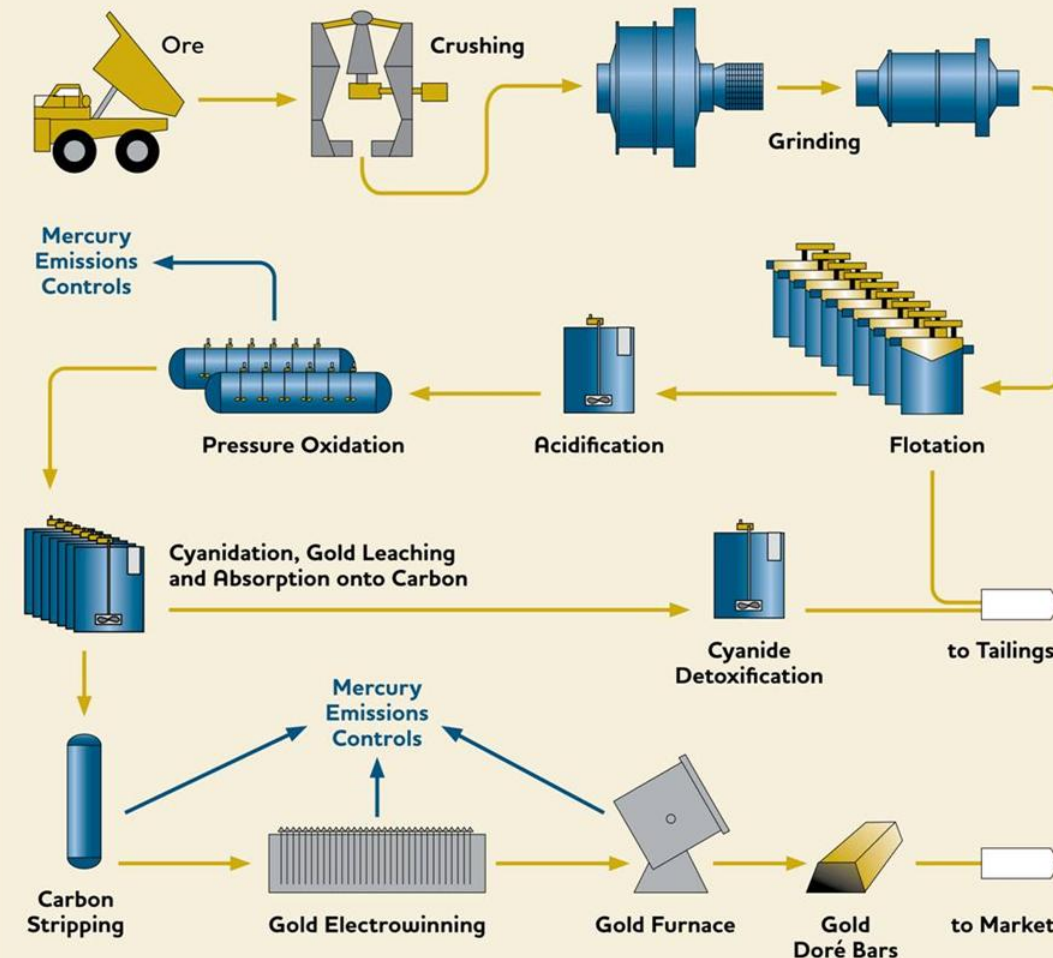 Ore
Crushing
Grinding
Mercury
Emissions
Controls
Pressure Oxidation
Acidification
Flotation
Cyanidation, Gold Leaching
and Absorption onto Carbon
Cyanide
Detoxification
to Tailings
Mercury
Emissions
Controls
Carbon
Stripping
Gold Electrowinning
Gold Furnace
Gold
Doré Bars
to Market